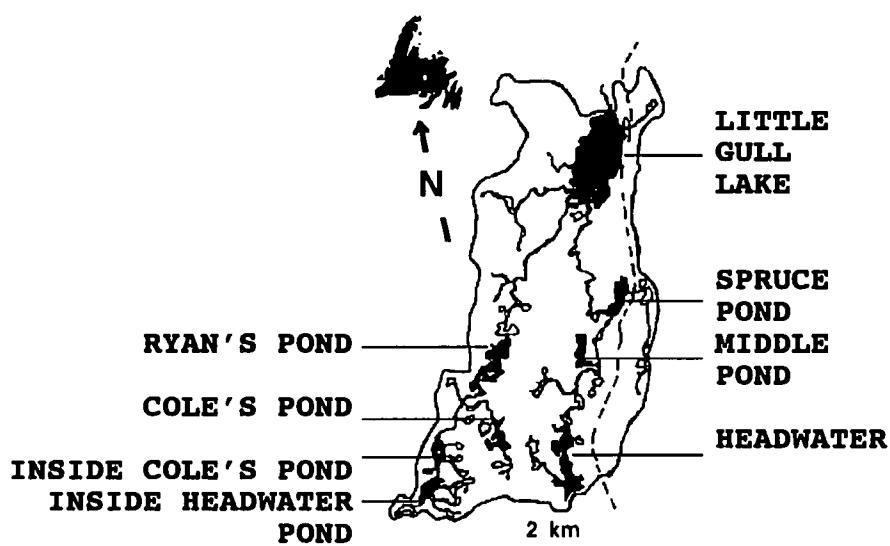 N
LITTLE
GULL
LAKE
SPRUCE
POND
MIDDLE
POND
HEADWATER
RYAN'S POND
COLE'S POND
INSIDE COLE'S POND
INSIDE HEADWATER
POND
2 km